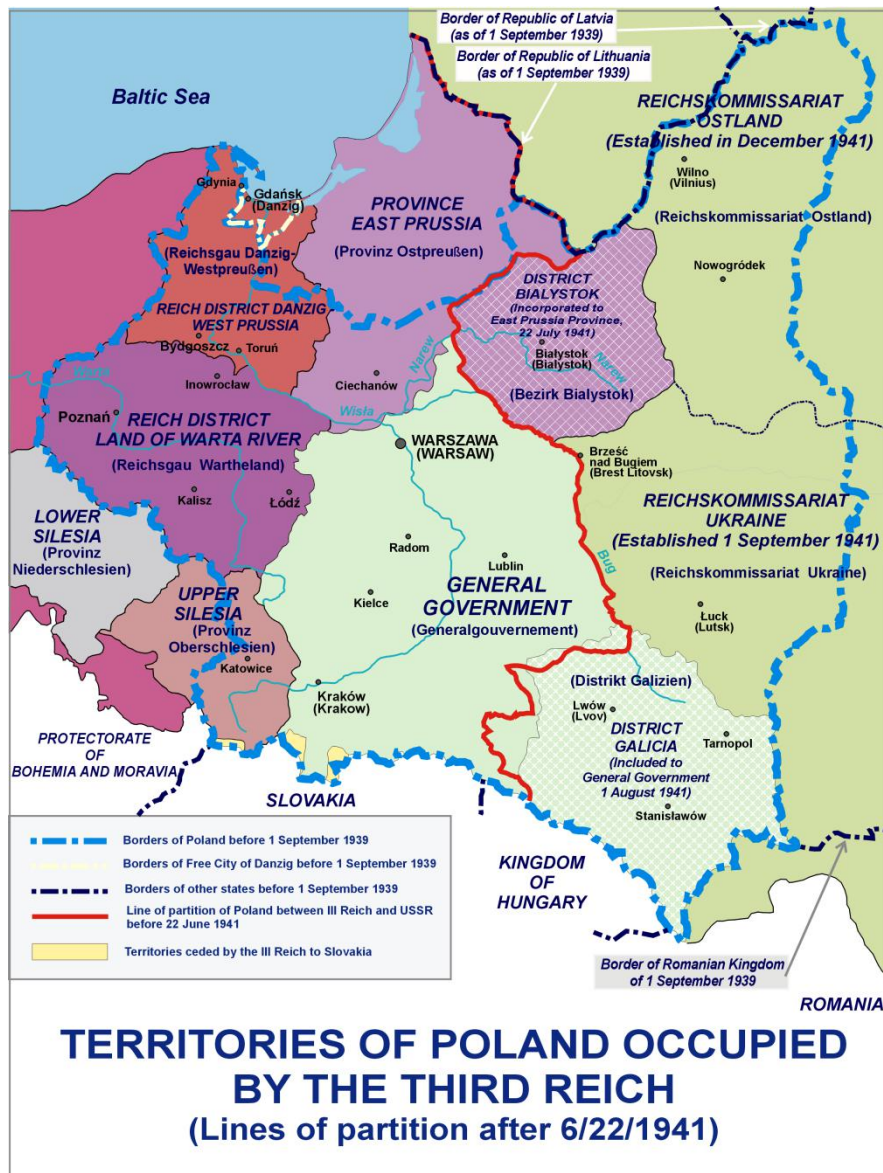 Border of Republic of Latvia
(as of 1 September 1939)
Border of Republic of Lithuania
(as of 1 September 1939)
Baltic Sea
REICHSKOMMISSARIAT
OSTLAND
(Established in December 1941)
Wilno
(Vilnius)
(Reichskommissariat Ostland)
Nowogródek
Gdynia
Gdańsk
(Danzig)
PROVINCE
EAST PRUSSIA
(Provinz Ostpreußen)
(Reichsgau Danzig-
Westpreußen)
REICH DISTRICT DANZIG
WEST PRUSSIA
Bydgoszcz
Toruń
DISTRICT
BIALYSTOK
(Incorporated to
East Prussia Province,
22 July 1941)
Białystok
(Białystok)
Narew
(Bezirk Bialystok)
Warta
Inowrocław
Ciechanów
Narew
Wisła
Poznań
REICH DISTRICT
LAND OF WARTA RIVER
(Reichsgau Wartheland)
Kalisz
Łódź
WARSZAWA
(WARSAW)
Brześć
nad Bugiem
(Brest Litovsk)
REICHSKOMMISSARIAT
UKRAINE
(Established 1 September 1941)
(Reichskommissariat Ukraine)
Łuck
(Lutsk)
LOWER
SILESIA
(Provinz
Niederschlesien)
Radom
Lublin
Bug
Kielce
GENERAL
GOVERNMENT
(Generalgouvernement)
UPPER
SILESIA
(Provinz
Oberschlesien)
Katowice
Kraków
(Krakow)
(Distrikt Galizien)
Lwów
(Lvov)
DISTRICT
GALICIA
(Included to
General Government
1 August 1941)
Tarnopol
Stanisławów
PROTECTORATE
OF
BOHEMIA AND MORAVIA
SLOVAKIA
KINGDOM
OF
HUNGARY
Borders of Poland before 1 September 1939
Borders of Free City of Danzig before 1 September 1939
Borders of other states before 1 September 1939
Line of partition of Poland between III Reich and USSR
before 22 June 1941
Territories ceded by the III Reich to Slovakia
Border of Romanian Kingdom
of 1 September 1939
ROMANIA
TERRITORIES OF POLAND OCCUPIED
BY THE THIRD REICH
(Lines of partition after 6/22/1941)